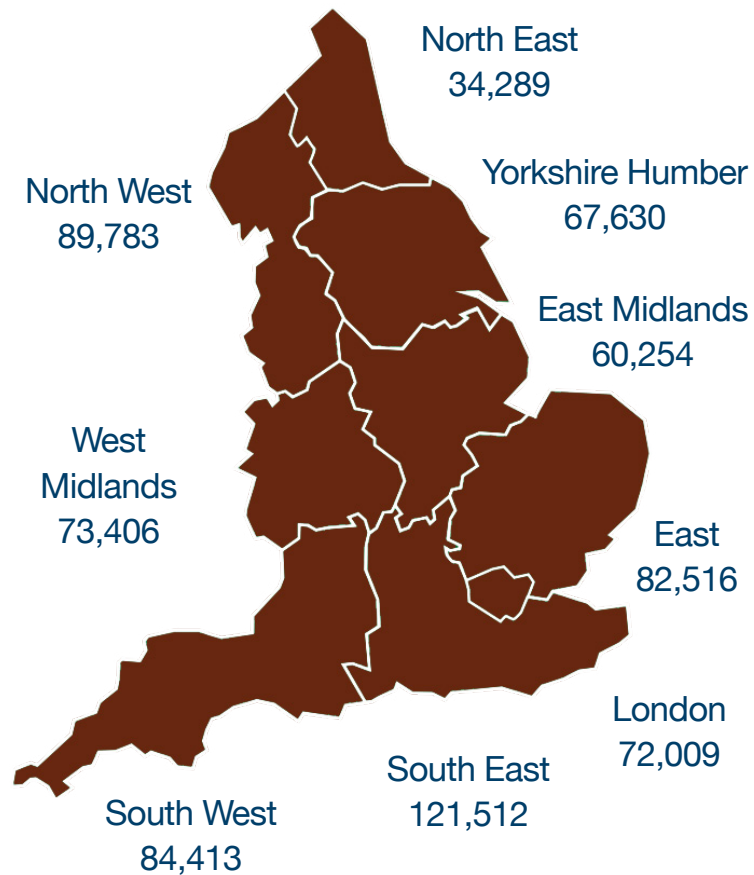 North East
34,289
Yorkshire Humber
67,630
North West
89,783
East Midlands
60,254
West
Midlands
73,406
East
82,516
London
72,009
South East
121,512
South West
84,413